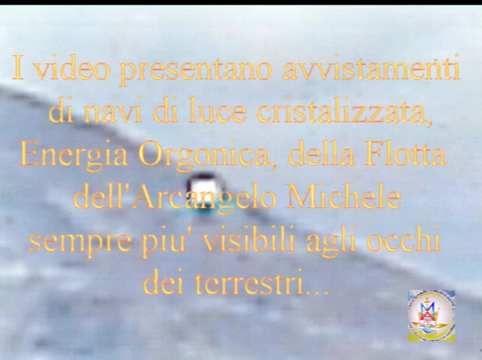 I video presentano avvistamenti
di navi di luce cristalizzata,
Energia Orgonica, della Flotta
dell'Arcangelo Michele
sempre piu' visibili agli occhi
dei terrestri...